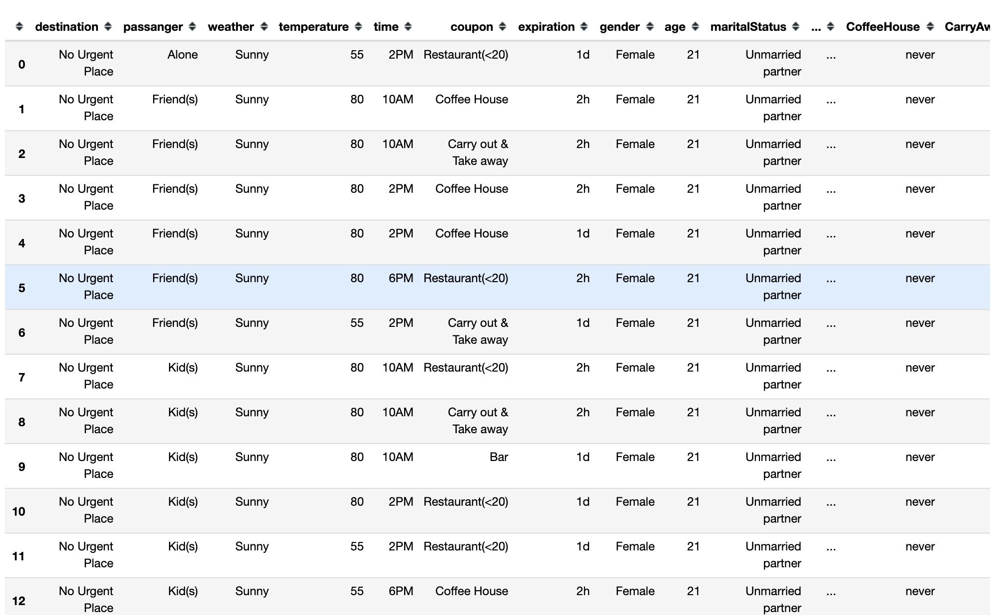 destination passanger weather temperature time coupon expiration gender age maritalStatus ... CoffeeHouse CarryAw
0 No Urgent Place Alone Sunny 55 2PM Restaurant(<20) 1d Female 21 Unmarried partner ... never
1 No Urgent Place Friend(s) Sunny 80 10AM Coffee House 2h Female 21 Unmarried partner ... never
2 No Urgent Place Friend(s) Sunny 80 10AM Carry out & Take away 2h Female 21 Unmarried partner ... never
3 No Urgent Place Friend(s) Sunny 80 2PM Coffee House 2h Female 21 Unmarried partner ... never
4 No Urgent Place Friend(s) Sunny 80 2PM Coffee House 1d Female 21 Unmarried partner ... never
5 No Urgent Place Friend(s) Sunny 80 6PM Restaurant(<20) 2h Female 21 Unmarried partner ... never
6 No Urgent Place Friend(s) Sunny 55 2PM Carry out & Take away 1d Female 21 Unmarried partner ... never
7 No Urgent Place Kid(s) Sunny 80 10AM Restaurant(<20) 2h Female 21 Unmarried partner ... never
8 No Urgent Place Kid(s) Sunny 80 10AM Carry out & Take away 2h Female 21 Unmarried partner ... never
9 No Urgent Place Kid(s) Sunny 80 10AM Bar 1d Female 21 Unmarried partner ... never
10 No Urgent Place Kid(s) Sunny 80 2PM Restaurant(<20) 1d Female 21 Unmarried partner ... never
11 No Urgent Place Kid(s) Sunny 55 2PM Restaurant(<20) 1d Female 21 Unmarried partner ... never
12 No Urgent Place Kid(s) Sunny 55 6PM Coffee House 2h Female 21 Unmarried partner ... never